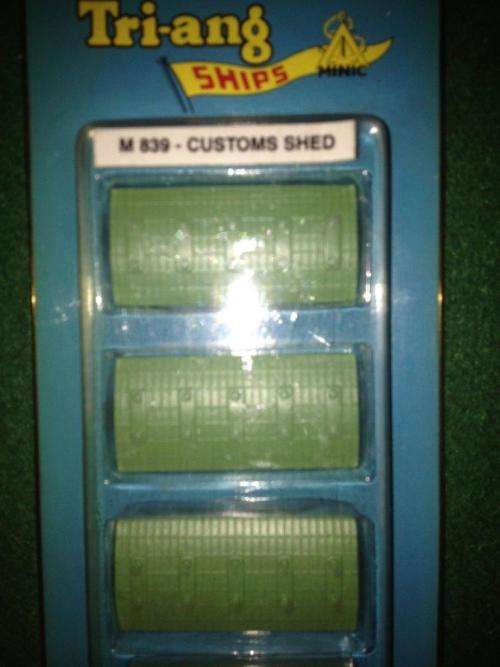 Tri-ang
SHIPS
MINIC
M 839 - CUSTOMS SHED